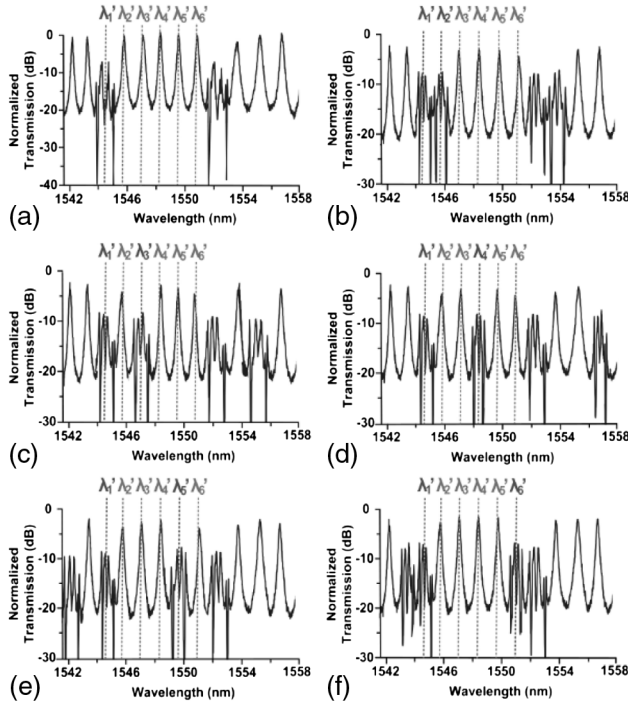 λ₁' λ₂' λ₃' λ₄' λ₅' λ₆'
0
-10
-20
-30
-40
Normalized
Transmission (dB)
1542 1546 1550 1554 1558
Wavelength (nm)
(a)
λ₁' λ₂' λ₃' λ₄' λ₅' λ₆'
0
-10
-20
-30
Normalized
Transmission (dB)
1542 1546 1550 1554 1558
Wavelength (nm)
(b)
λ₁' λ₂' λ₃' λ₄' λ₅' λ₆'
0
-10
-20
-30
Normalized
Transmission (dB)
1542 1546 1550 1554 1558
Wavelength (nm)
(c)
λ₁' λ₂' λ₃' λ₄' λ₅' λ₆'
0
-10
-20
-30
Normalized
Transmission (dB)
1542 1546 1550 1554 1558
Wavelength (nm)
(d)
λ₁' λ₂' λ₃' λ₄' λ₅' λ₆'
0
-10
-20
-30
Normalized
Transmission (dB)
1542 1546 1550 1554 1558
Wavelength (nm)
(e)
λ₁' λ₂' λ₃' λ₄' λ₅' λ₆'
0
-10
-20
-30
Normalized
Transmission (dB)
1542 1546 1550 1554 1558
Wavelength (nm)
(f)